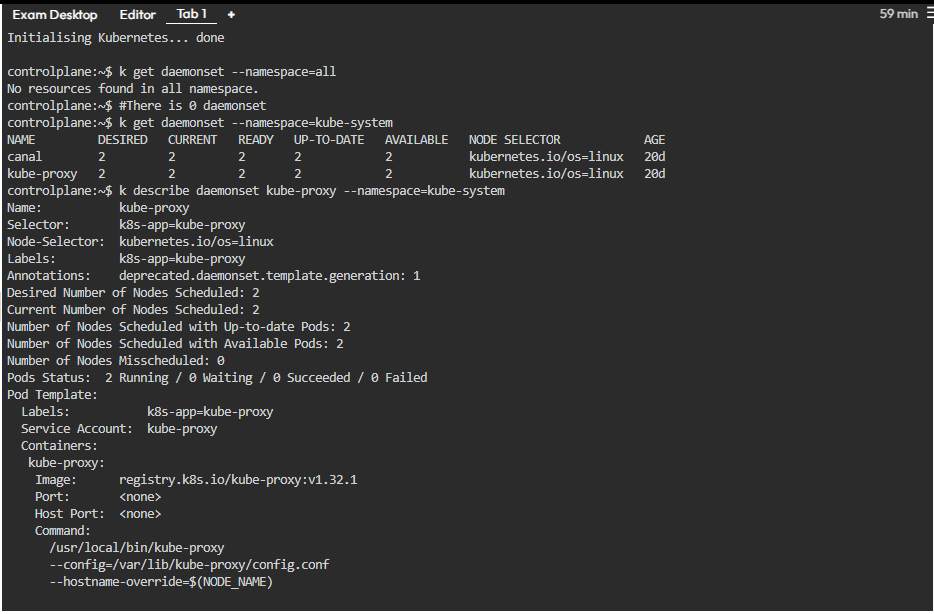 Exam Desktop Editor Tab 1 + 59 min
Initialising Kubernetes... done
controlplane:~$ k get daemonset --namespace=all
No resources found in all namespace.
controlplane:~$ #There is 0 daemonset
controlplane:~$ k get daemonset --namespace=kube-system
NAME         DESIRED   CURRENT   READY   UP-TO-DATE   AVAILABLE   NODE SELECTOR            AGE
canal        2         2         2       2            2           kubernetes.io/os=linux   20d
kube-proxy   2         2         2       2            2           kubernetes.io/os=linux   20d
controlplane:~$ k describe daemonset kube-proxy --namespace=kube-system
Name:           kube-proxy
Selector:       k8s-app=kube-proxy
Node-Selector:  kubernetes.io/os=linux
Labels:         k8s-app=kube-proxy
Annotations:    deprecated.daemonset.template.generation: 1
Desired Number of Nodes Scheduled: 2
Current Number of Nodes Scheduled: 2
Number of Nodes Scheduled with Up-to-date Pods: 2
Number of Nodes Scheduled with Available Pods: 2
Number of Nodes Misscheduled: 0
Pods Status:  2 Running / 0 Waiting / 0 Succeeded / 0 Failed
Pod Template:
  Labels:           k8s-app=kube-proxy
  Service Account:  kube-proxy
  Containers:
   kube-proxy:
    Image:      registry.k8s.io/kube-proxy:v1.32.1
    Port:       <none>
    Host Port:  <none>
    Command:
      /usr/local/bin/kube-proxy
      --config=/var/lib/kube-proxy/config.conf
      --hostname-override=$(NODE_NAME)